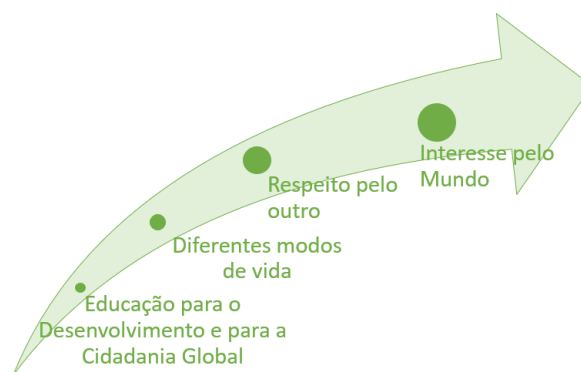 Interesse pelo
Mundo
Respeito pelo
outro
Diferentes modos
de vida
Educação para o
Desenvolvimento e para a
Cidadania Global